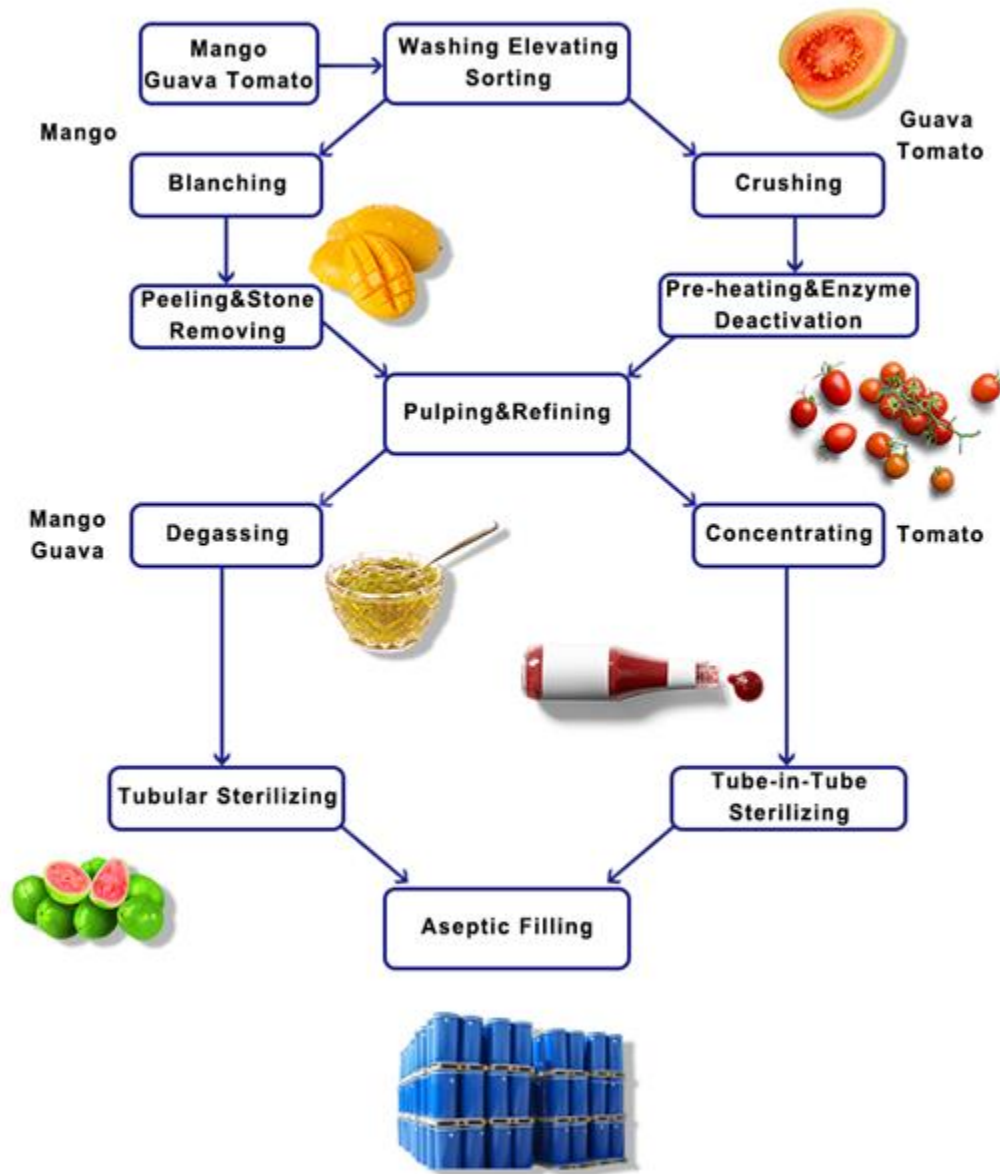 Mango
Guava Tomato
Washing Elevating
Sorting
Mango
Guava
Tomato
Blanching
Crushing
Peeling&Stone
Removing
Pre-heating&Enzyme
Deactivation
Pulping&Refining
Mango
Guava
Degassing
Concentrating
Tomato
Tubular Sterilizing
Tube-in-Tube
Sterilizing
Aseptic Filling